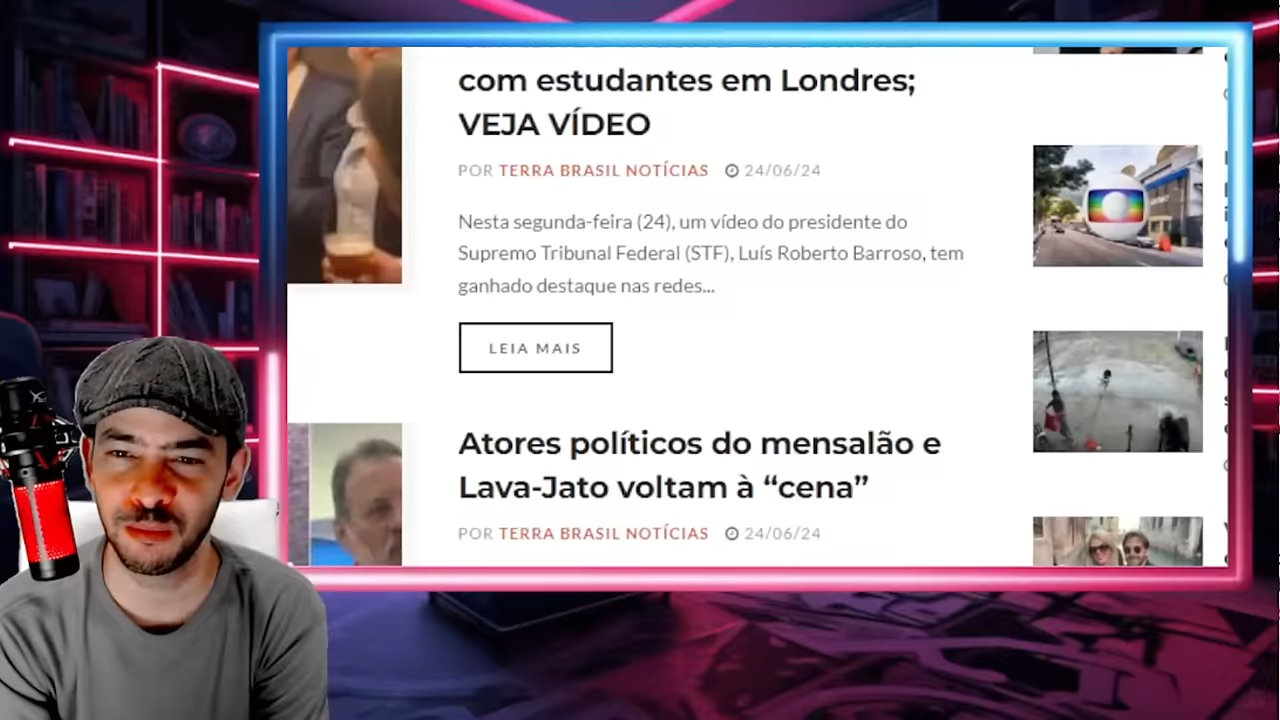 com estudantes em Londres;
VEJA VÍDEO
POR TERRA BRASIL NOTÍCIAS 24/06/24
Nesta segunda-feira (24), um vídeo do presidente do
Supremo Tribunal Federal (STF), Luís Roberto Barroso, tem
ganhado destaque nas redes...
LEIA MAIS
Atores políticos do mensalão e
Lava-Jato voltam à “cena”
POR TERRA BRASIL NOTÍCIAS 24/06/24